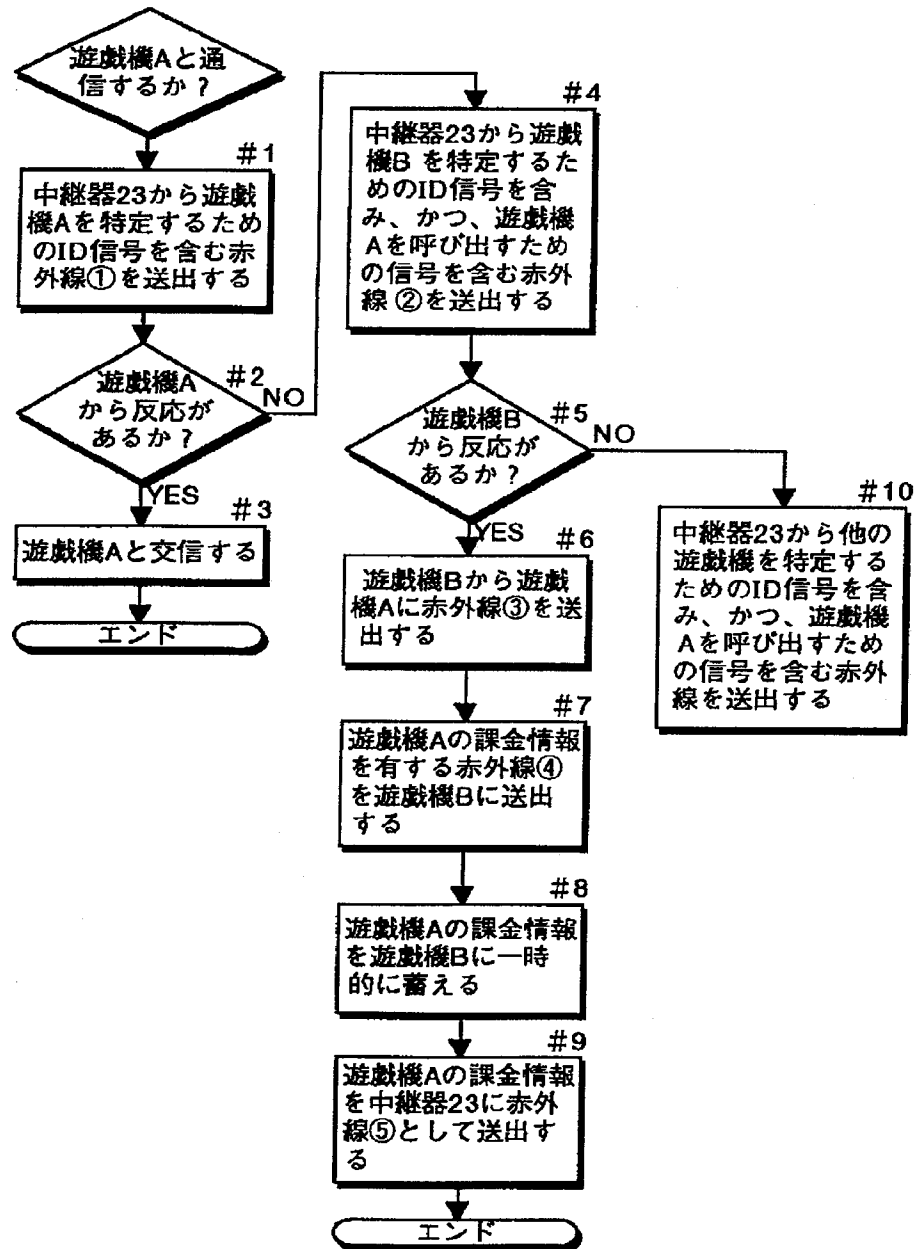 遊戯機Aと通
信するか？
#1
中継器23から遊戯
機Aを特定するため
のID信号を含む赤
外線①を送出する
遊戯機A
から反応が
あるか？
#2
NO
YES
#3
遊戯機Aと交信する
エンド
#4
中継器23から遊戯
機B を特定するた
めのID信号を含
み、かつ、遊戯機
Aを呼び出すため
の信号を含む赤外
線②を送出する
遊戯機B
から反応が
あるか？
#5
NO
YES
#6
遊戯機Bから遊戯
機Aに赤外線③を送
出する
#7
遊戯機Aの課金情報
を有する赤外線④
を遊戯機Bに送出
する
#8
遊戯機Aの課金情報
を遊戯機Bに一時
的に蓄える
#9
遊戯機Aの課金情報
を中継器23に赤外
線⑤として送出す
る
エンド
#10
中継器23から他の
遊戯機を特定する
ためのID信号を含
み、かつ、遊戯機
Aを呼び出すため
の信号を含む赤外
線を送出する